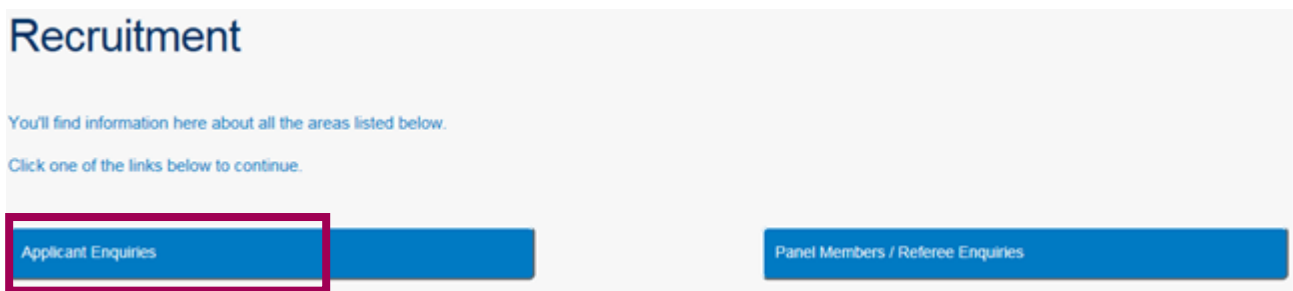 Recruitment
You'll find information here about all the areas listed below.
Click one of the links below to continue.
Applicant Enquiries
Panel Members / Referee Enquiries